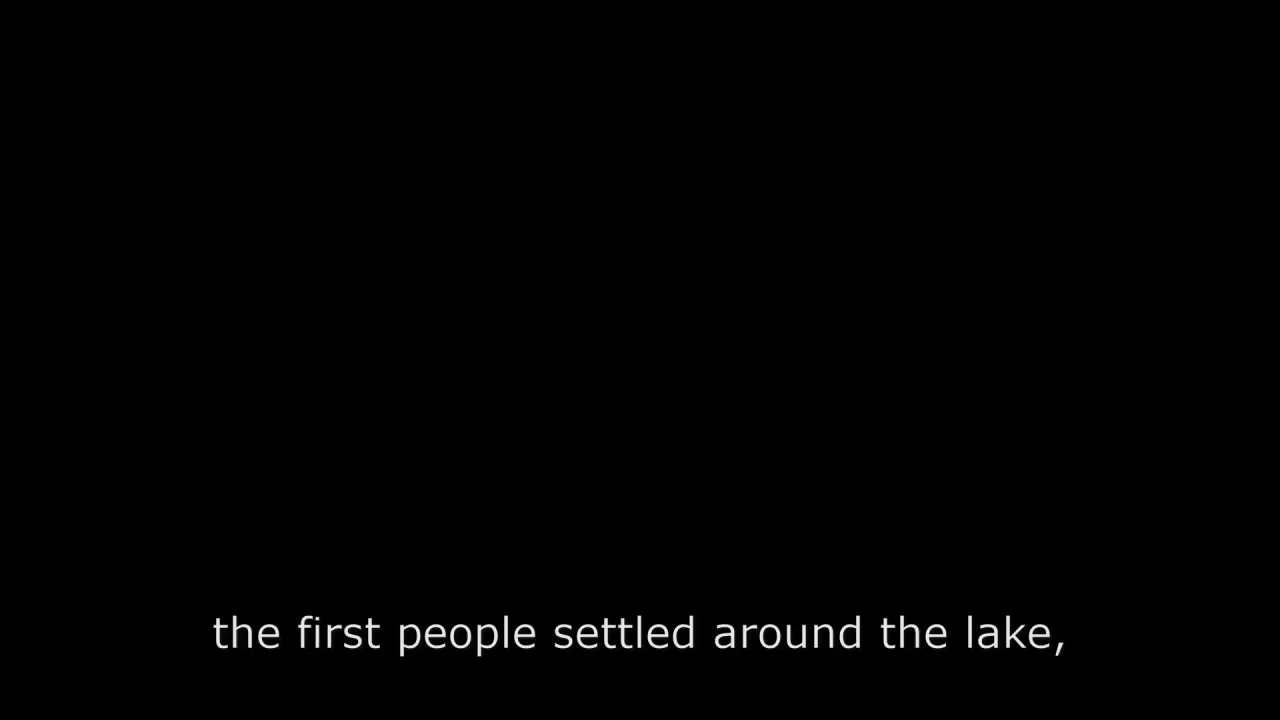 the first people settled around the lake,